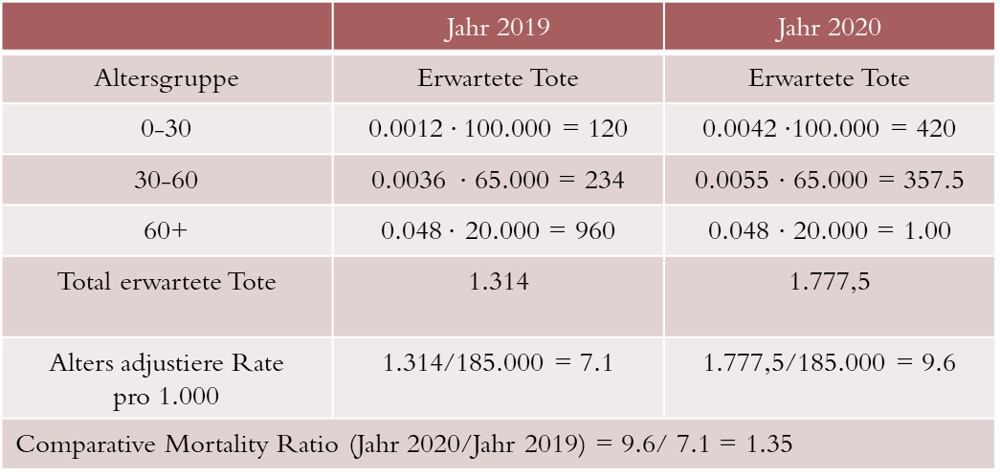 Jahr 2019 Jahr 2020
Altersgruppe Erwartete Tote Erwartete Tote
0-30 0.0012 · 100.000 = 120 0.0042 ·100.000 = 420
30-60 0.0036 · 65.000 = 234 0.0055 · 65.000 = 357.5
60+ 0.048 · 20.000 = 960 0.048 · 20.000 = 1.00
Total erwartete Tote 1.314 1.777,5
Alters adjustiere Rate 1.314/185.000 = 7.1 1.777,5/185.000 = 9.6
pro 1.000
Comparative Mortality Ratio (Jahr 2020/Jahr 2019) = 9.6/ 7.1 = 1.35